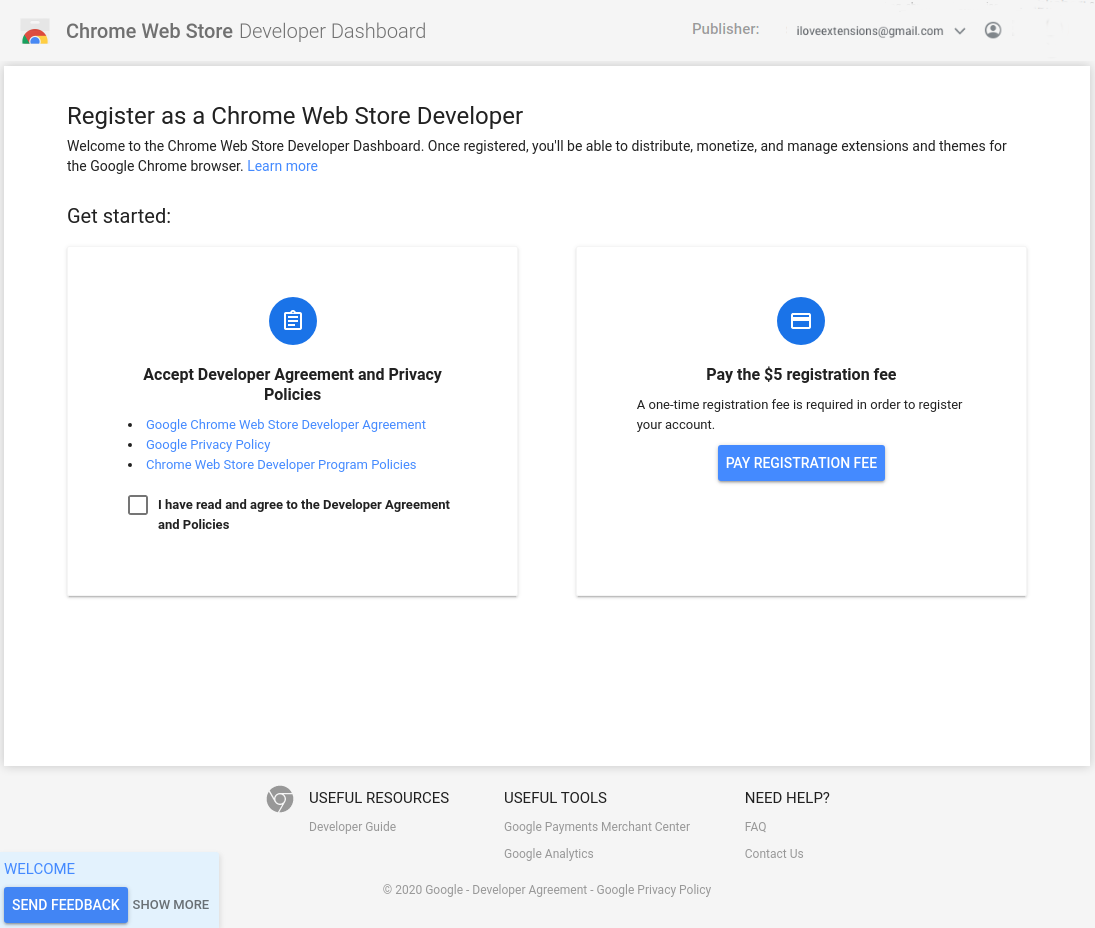 Chrome Web Store Developer Dashboard
Publisher:
iloveextensions@gmail.com
Register as a Chrome Web Store Developer
Welcome to the Chrome Web Store Developer Dashboard. Once registered, you'll be able to distribute, monetize, and manage extensions and themes for
the Google Chrome browser. Learn more
Get started:
Accept Developer Agreement and Privacy
Policies
Google Chrome Web Store Developer Agreement
Google Privacy Policy
Chrome Web Store Developer Program Policies
I have read and agree to the Developer Agreement
and Policies
Pay the $5 registration fee
A one-time registration fee is required in order to register
your account.
PAY REGISTRATION FEE
USEFUL RESOURCES
Developer Guide
USEFUL TOOLS
Google Payments Merchant Center
Google Analytics
NEED HELP?
FAQ
Contact Us
© 2020 Google - Developer Agreement - Google Privacy Policy
WELCOME
SEND FEEDBACK
SHOW MORE